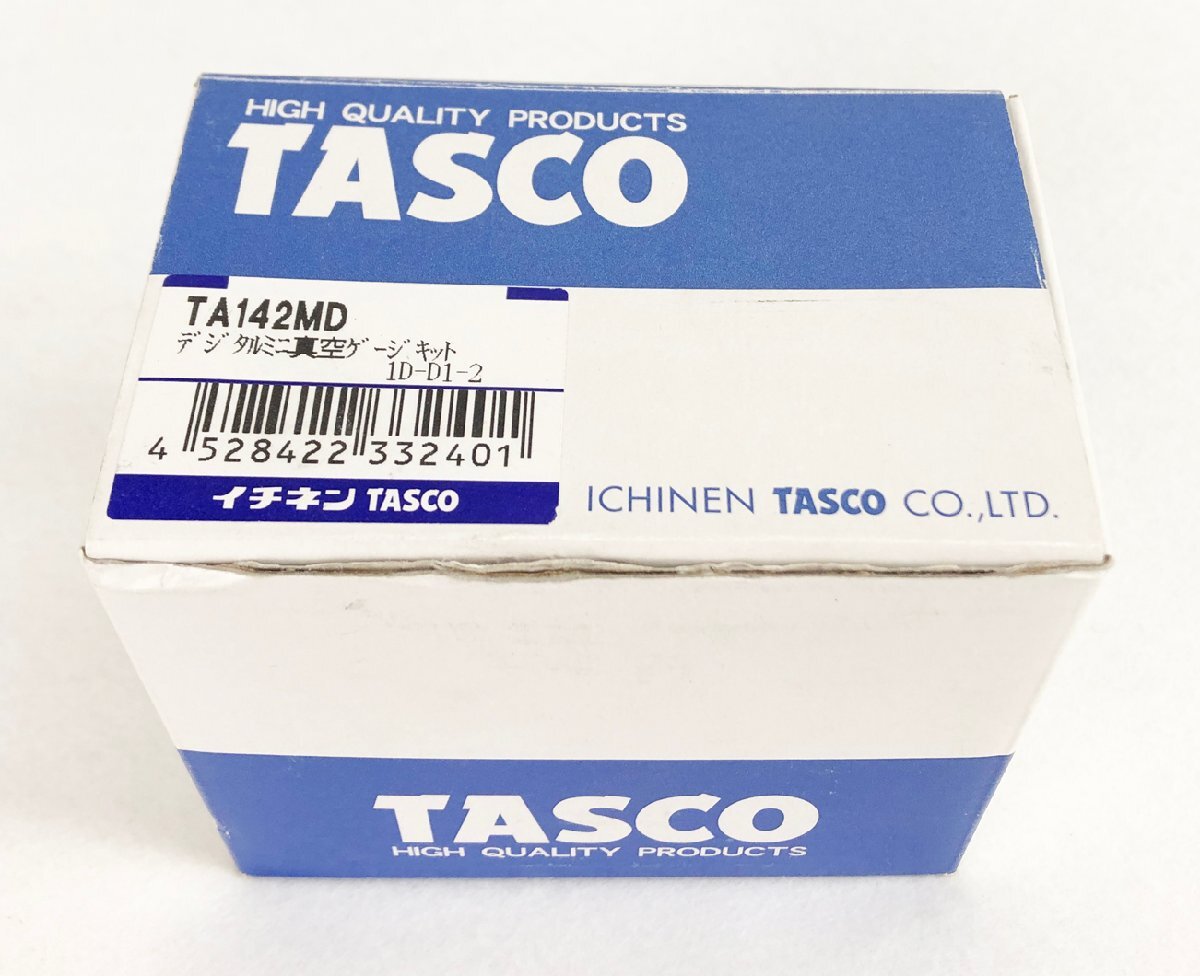 HIGH QUALITY PRODUCTS
TASCO
TA142MD
デジタルミニ真空ゲージキット
1D-D1-2
4 528422 332401
イチネン TASCO
ICHINEN TASCO CO.,LTD.
TASCO
HIGH QUALITY PRODUCTS